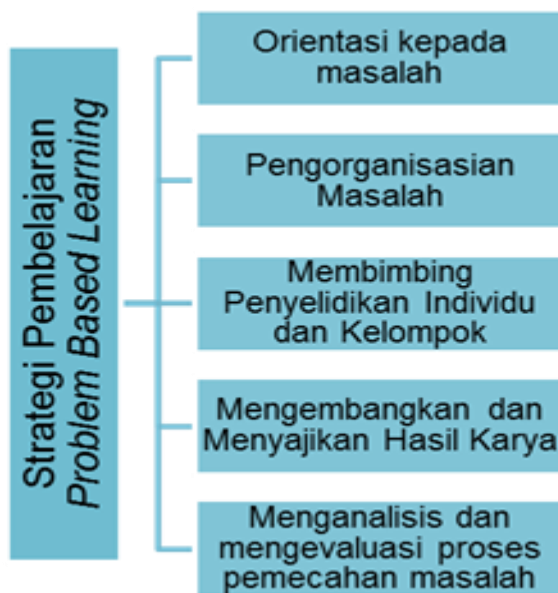 Strategi Pembelajaran
Problem Based Learning
Orientasi kepada
masalah
Pengorganisasian
Masalah
Membimbing
Penyelidikan Individu
dan Kelompok
Mengembangkan dan
Menyajikan Hasil Karya
Menganalisis dan
mengevaluasi proses
pemecahan masalah